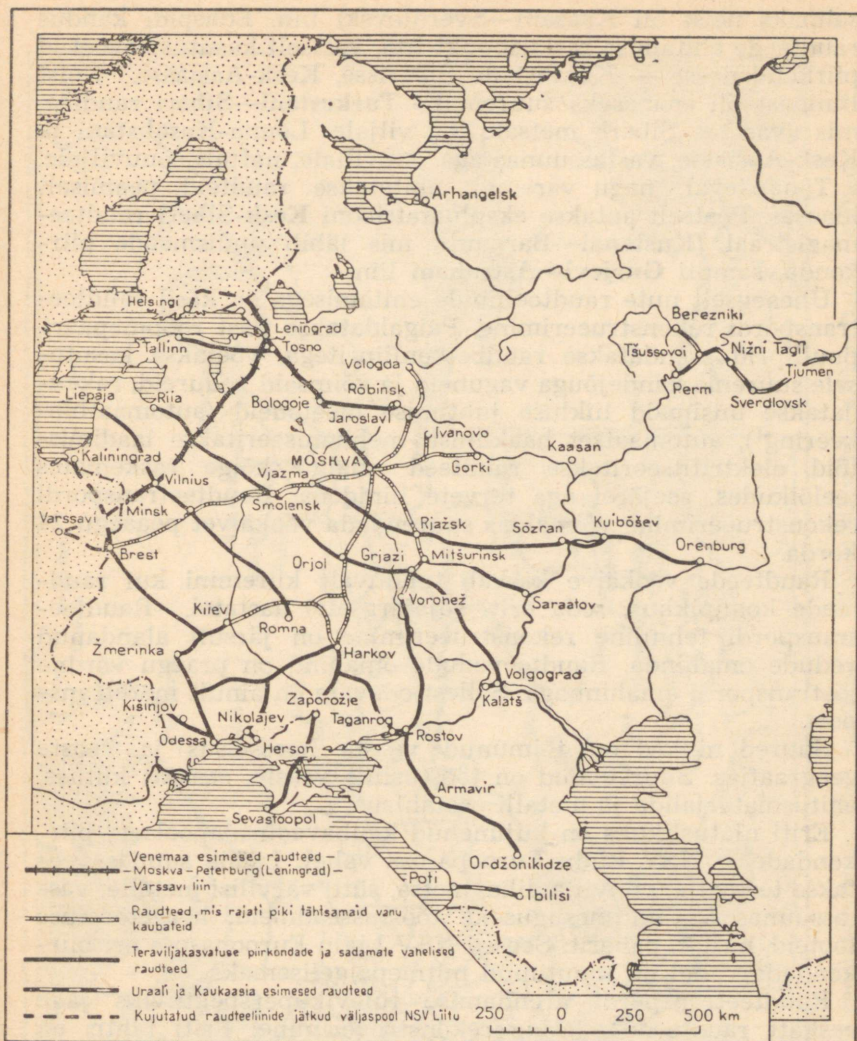 Arhangelsk
Helsingi
Leningrad
Tallinn
Tosno
Berezniki
Tšussovoi
Nižni Tagil
Tjumen
Perm
Sverdlovsk
Vologda
Rõbinsk
Bologoje
Jaroslavl
Liepaja
Riia
Ivanovo
Kaliningrad
MOSKVA
Gorki
Kaasan
Vilnius
Vjazma
Minsk
Smolensk
Varssavi
Brest
Rjažsk
Sõzran
Kuibõšev
Orenburg
Orjol
Grjazi
Mitšurinsk
Voronež
Saraatov
Kiiev
Romnа
Žmerinka
Harkov
Zaporožje
Volgograd
Kalatš
Kišinjov
Nikolajev
Taganrog
Rostov
Odessa
Herson
Sevastoopol
Armavir
Ordžonikidze
Poti
Tbilisi
Venemaa esimesed raudteed –
Moskva-Peterburg(Leningrad)–
-Varssavi liin
Raudteed, mis rajati piki tähtsamaid vanu
kaubateid
Teraviljakasvatuse piirkondade ja sadamate vahelised
raudteed
Uraali ja Kaukaasia esimesed raudteed
Kujutatud raudteeliinide jätkud väljaspool NSV Liitu
250 0 250 500 km